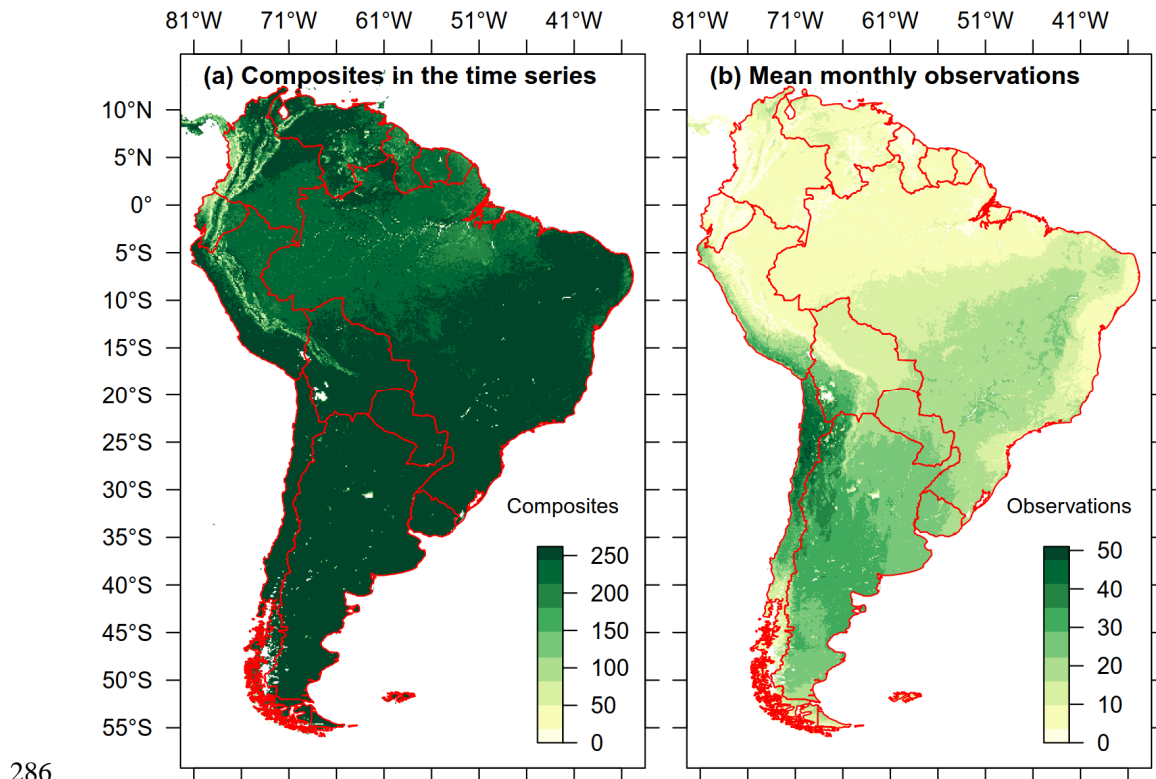 81°W 71°W 61°W 51°W 41°W 81°W 71°W 61°W 51°W 41°W
(a) Composites in the time series (b) Mean monthly observations
10°N
5°N
0°
5°S
10°S
15°S
20°S
25°S
30°S
35°S
40°S
45°S
50°S
55°S
Composites
250
200
150
100
50
0
Observations
50
40
30
20
10
0
286